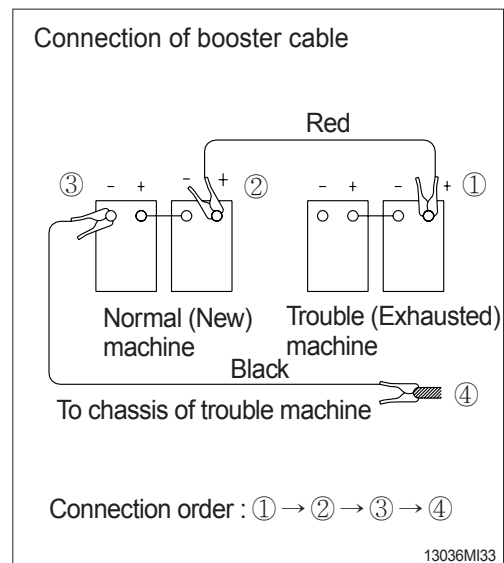 Connection of booster cable
Red
③ - + - + ② - + - + ①
Normal (New)
machine
Trouble (Exhausted)
machine
Black
④
To chassis of trouble machine
Connection order : ① → ② → ③ → ④
13036MI33